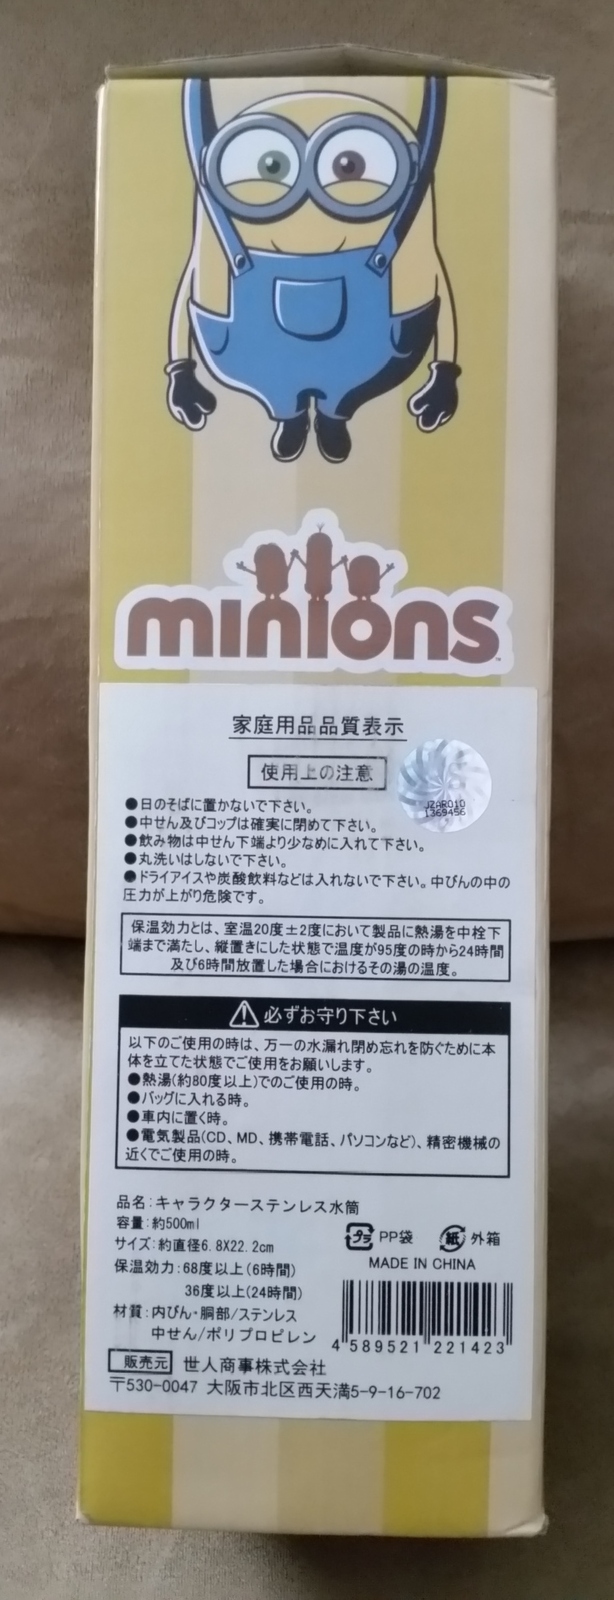 minions
家庭用品品質表示
使用上の注意
JZAR010
1369456
●日のそばに置かないで下さい。
●中せん及びコップは確実に閉めて下さい。
●飲み物は中せん下端より少なめに入れて下さい。
●丸洗いはしないで下さい。
●ドライアイスや炭酸飲料などは入れないで下さい。中びんの中の
圧力が上がり危険です。
保温効力とは、室温20度±2度において製品に熱湯を中栓下
端まで満たし、縦置きにした状態で温度が95度の時から24時間
及び6時間放置した場合におけるその湯の温度。
必ずお守り下さい
以下のご使用の時は、万一の水漏れ閉め忘れを防ぐために本
体を立てた状態でご使用をお願いします。
●熱湯(約80度以上)でのご使用の時。
●バッグに入れる時。
●車内に置く時。
●電気製品(CD、MD、携帯電話、パソコンなど)、精密機械の
近くでご使用の時。
品名:キャラクターステンレス水筒
容量:約500ml
サイズ:約直径6.8X22.2cm
保温効力:68度以上(6時間)
36度以上(24時間)
材質:内びん・胴部/ステンレス
中せん/ポリプロピレン
プラ PP袋 紙 外箱
MADE IN CHINA
4 589521 221423
販売元 世人商事株式会社
〒530-0047 大阪市北区西天満5-9-16-702